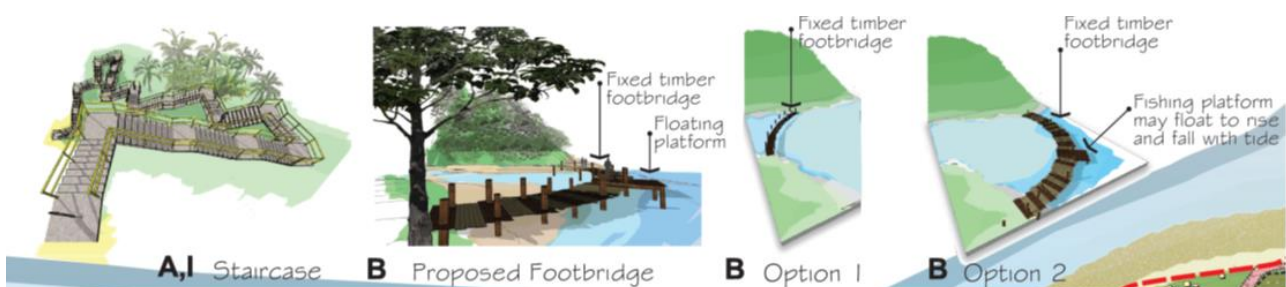 Fixed timber
footbridge
Floating
platform
Fixed timber
footbridge
Fixed timber
footbridge
Fishing platform
may float to rise
and fall with tide
A,I Staircase
B Proposed Footbridge
B Option 1
B Option 2